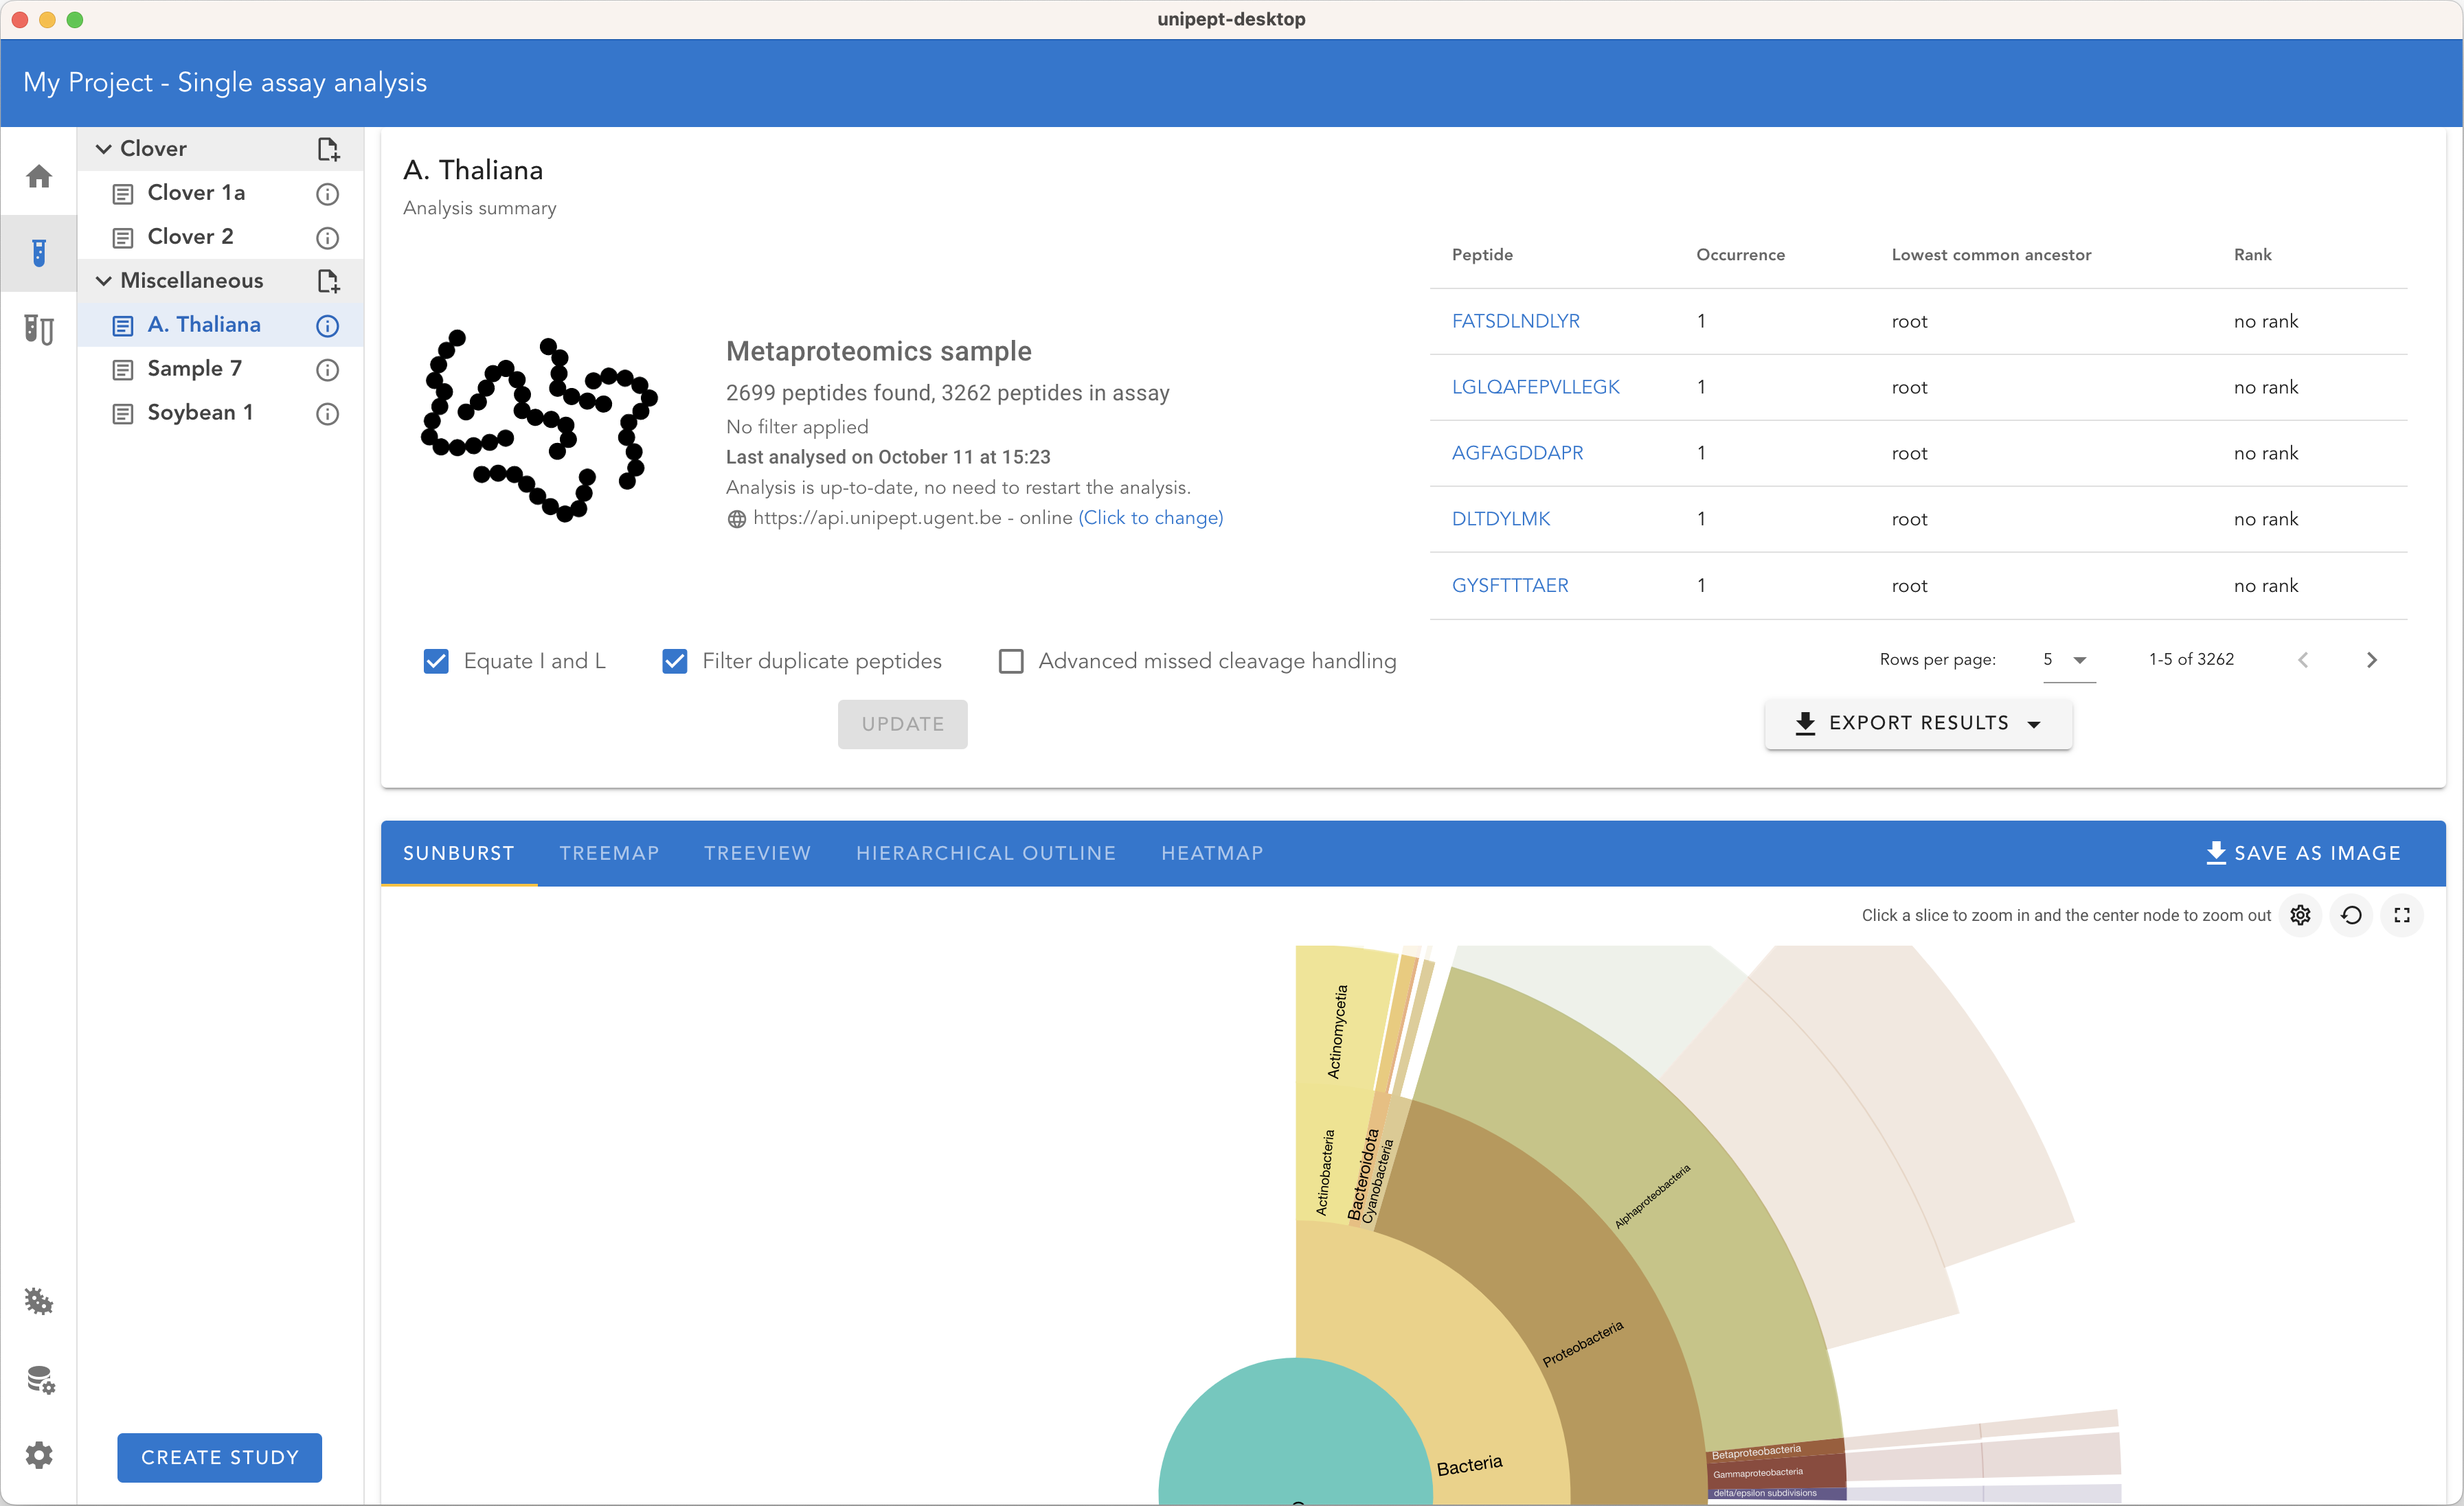 unipept-desktop
My Project - Single assay analysis
Clover
Clover 1a
Clover 2
Miscellaneous
A. Thaliana
Sample 7
Soybean 1
CREATE STUDY
A. Thaliana
Analysis summary
Metaproteomics sample
2699 peptides found, 3262 peptides in assay
No filter applied
Last analysed on October 11 at 15:23
Analysis is up-to-date, no need to restart the analysis.
https://api.unipept.ugent.be - online (Click to change)
Equate I and L
Filter duplicate peptides
Advanced missed cleavage handling
UPDATE
Peptide Occurrence Lowest common ancestor Rank
FATSDLNDLYR 1 root no rank
LGLQAFEPVLLEGK 1 root no rank
AGFAGDDAPR 1 root no rank
DLTDYLMK 1 root no rank
GYSFTTTAER 1 root no rank
Rows per page: 5 1-5 of 3262
EXPORT RESULTS
SUNBURST TREEMAP TREEVIEW HIERARCHICAL OUTLINE HEATMAP SAVE AS IMAGE
Click a slice to zoom in and the center node to zoom out
Actinomycetia
Actinobacteria
Bacteroidota
Cyanobacteria
Alphaproteobacteria
Proteobacteria
Bacteria
Betaproteobacteria
Gammaproteobacteria
delta/epsilon subdivisions